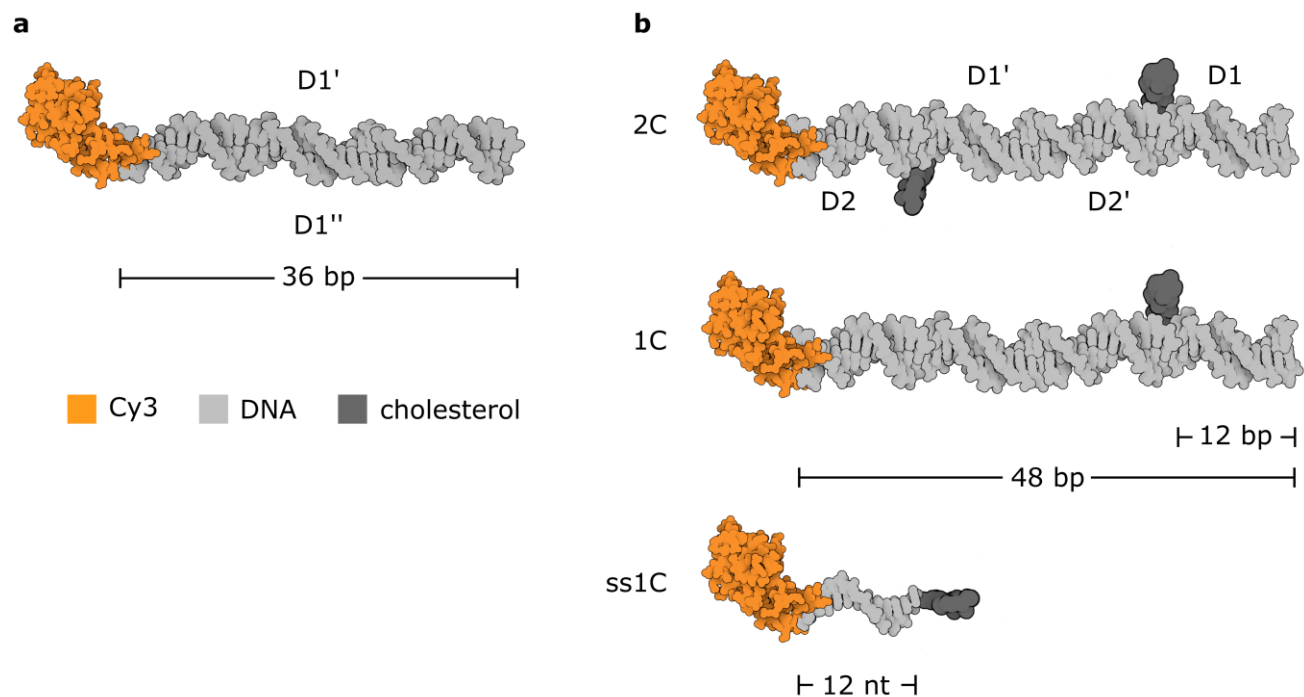 a
D1'
D1''
36 bp
Cy3
DNA
cholesterol
b
2C
D1'
D1
D2
D2'
1C
12 bp
48 bp
ss1C
12 nt